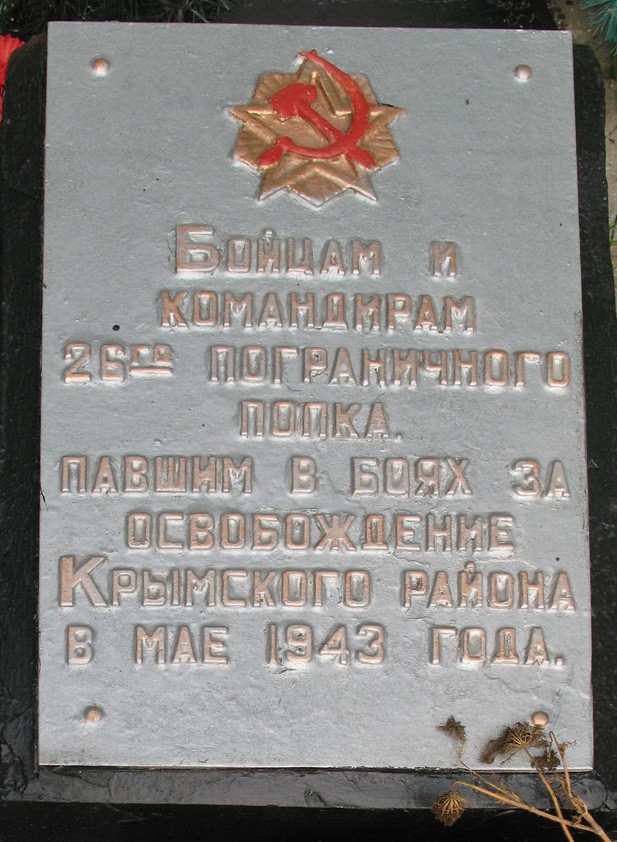 Бойцам и
командирам
26го пограничного
полка.
павшим в боях за
освобождение
Крымского района
в мае 1943 года.